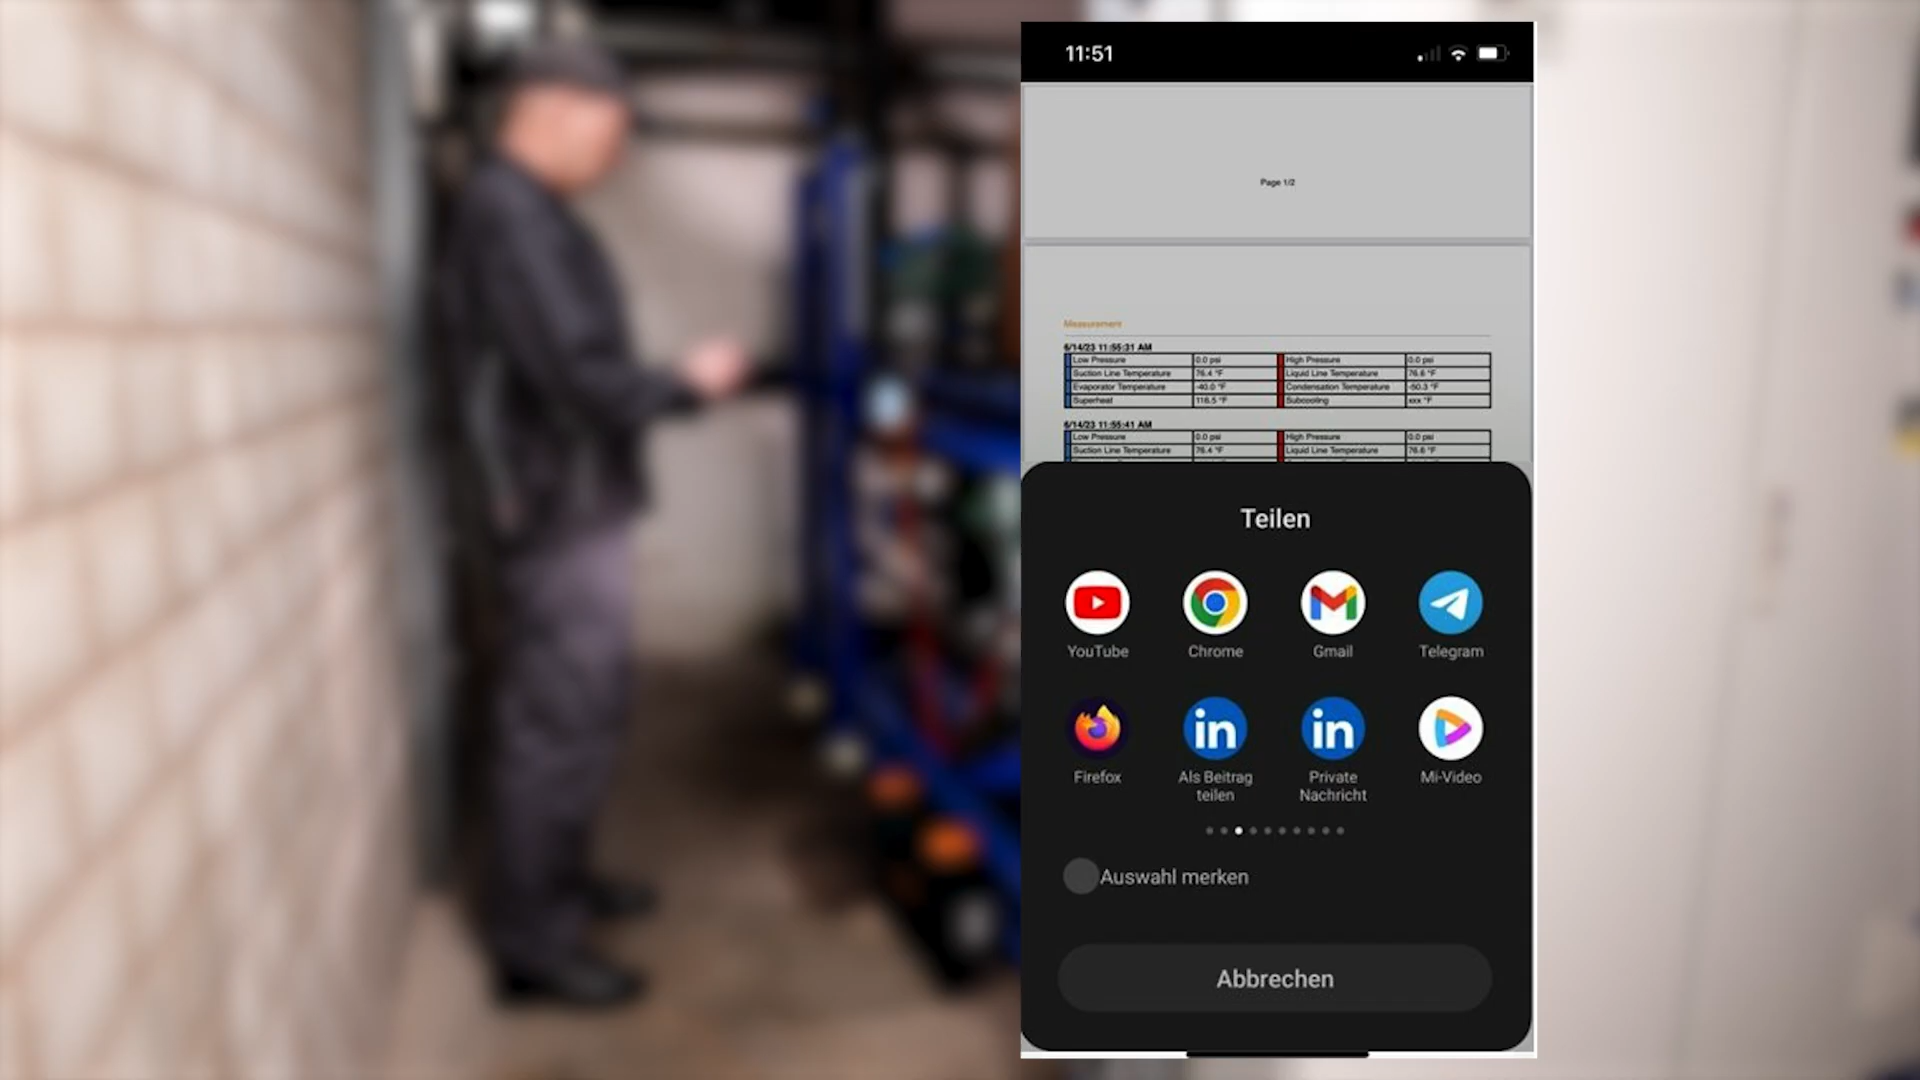 11:51
Page 1/2
Measurement
6/14/23 11:55:31 AM
Low Pressure 0.0 psi High Pressure 0.0 psi
Suction Line Temperature 76.4 °F Liquid Line Temperature 76.6 °F
Evaporator Temperature -40.0 °F Condensation Temperature -50.3 °F
Superheat 116.5 °F Subcooling xxx °F
6/14/23 11:55:41 AM
Low Pressure 0.0 psi High Pressure 0.0 psi
Suction Line Temperature 76.4 °F Liquid Line Temperature 76.6 °F
Teilen
YouTube Chrome Gmail Telegram
in in
Firefox Als Beitrag Private Mi-Video
teilen Nachricht
Auswahl merken
Abbrechen